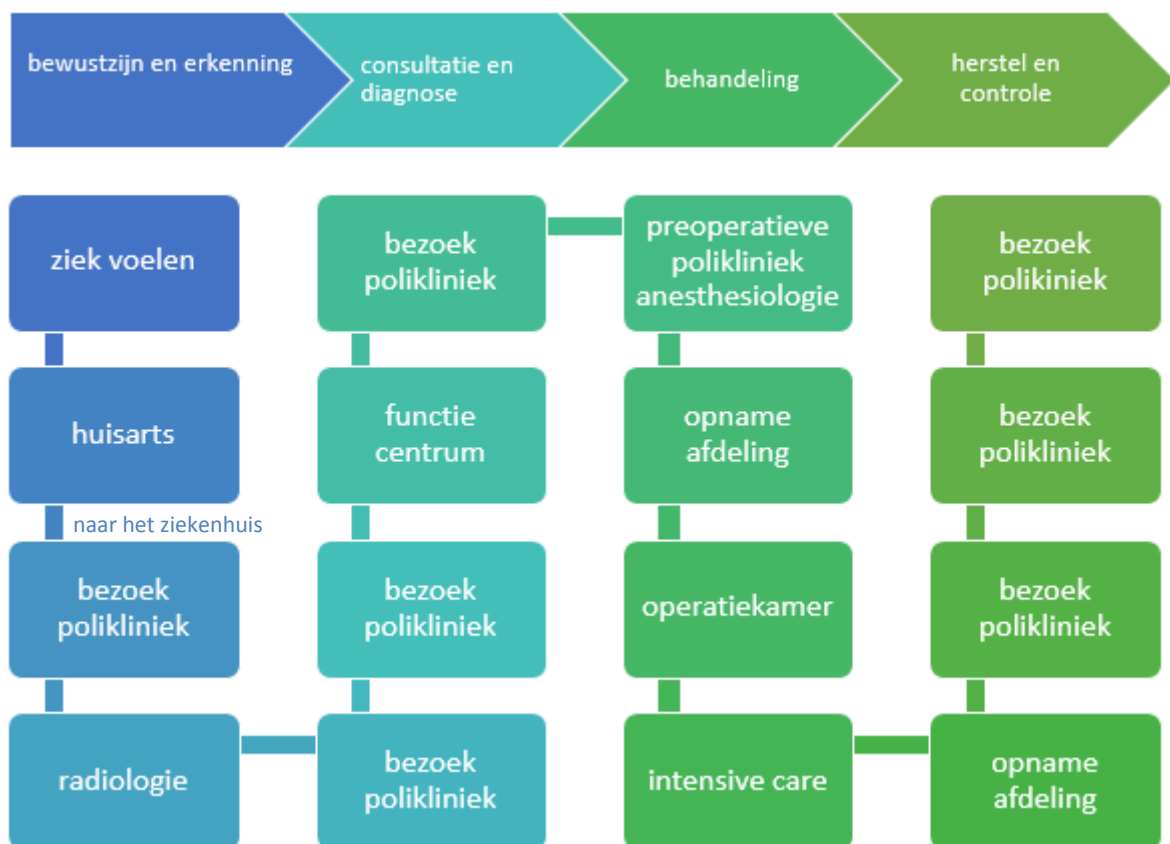 bewustzijn en erkenning
consultatie en
diagnose
behandeling
herstel en
controle
ziek voelen
huisarts
naar het ziekenhuis
bezoek
polikliniek
radiologie
bezoek
polikliniek
functie
centrum
bezoek
polikliniek
bezoek
polikliniek
preoperatieve
polikliniek
anesthesiologie
opname
afdeling
operatiekamer
intensive care
bezoek
polikiniek
bezoek
polikliniek
bezoek
polikliniek
opname
afdeling